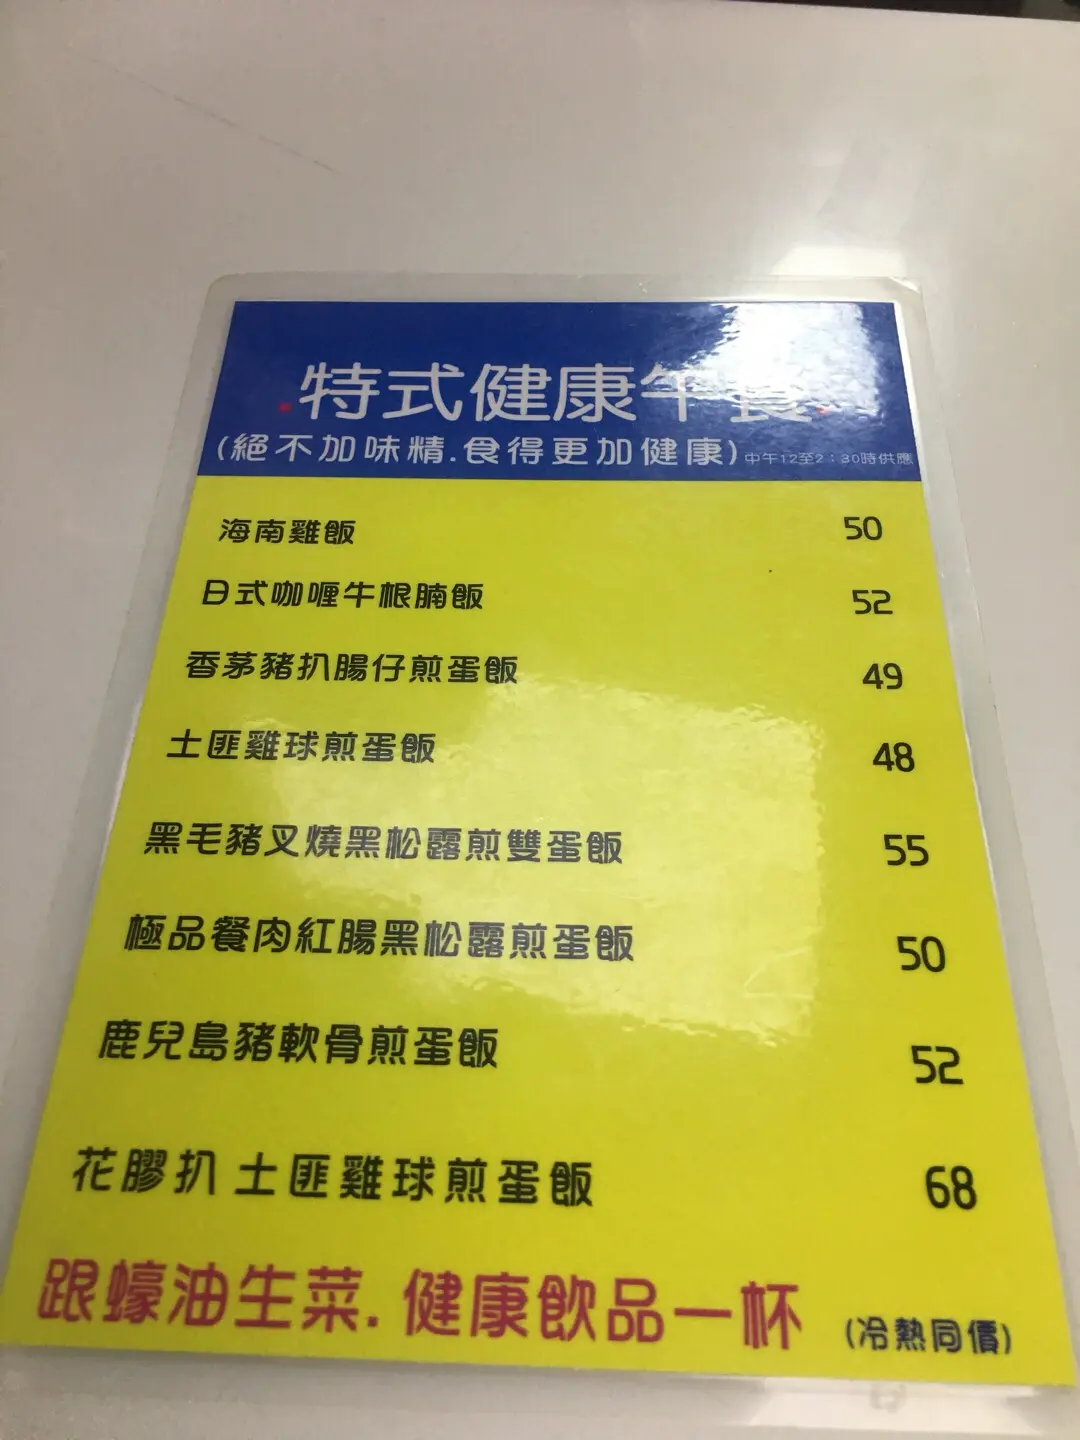 特式健康午食
(絕不加味精.食得更加健康) 中午12至2：30時供應
海南雞飯 50
日式咖喱牛根腩飯 52
香茅豬扒腸仔煎蛋飯 49
土匪雞球煎蛋飯 48
黑毛豬叉燒黑松露煎雙蛋飯 55
極品餐肉紅腸黑松露煎蛋飯 50
鹿兒島豬軟骨煎蛋飯 52
花膠扒 土匪雞球煎蛋飯 68
跟蠔油生菜. 健康飲品一杯 (冷熱同價)